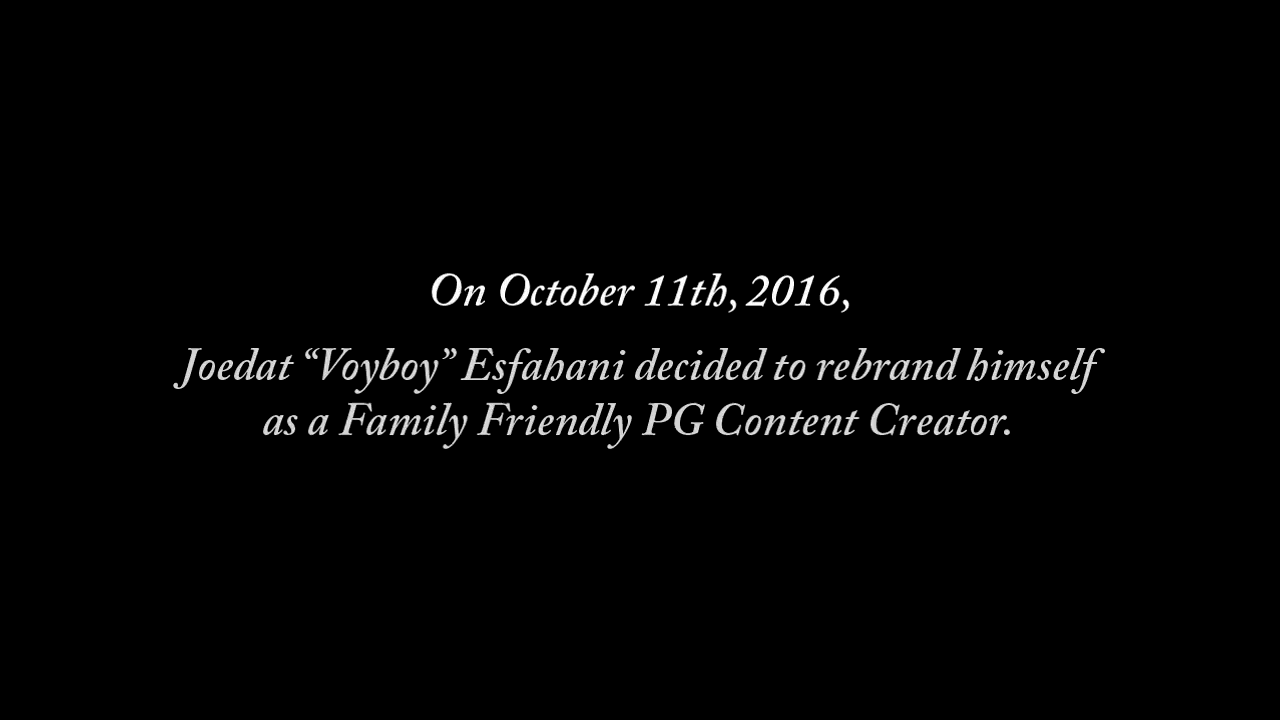 On October 11th, 2016,
Joedat “Voyboy” Esfahani decided to rebrand himself
as a Family Friendly PG Content Creator.